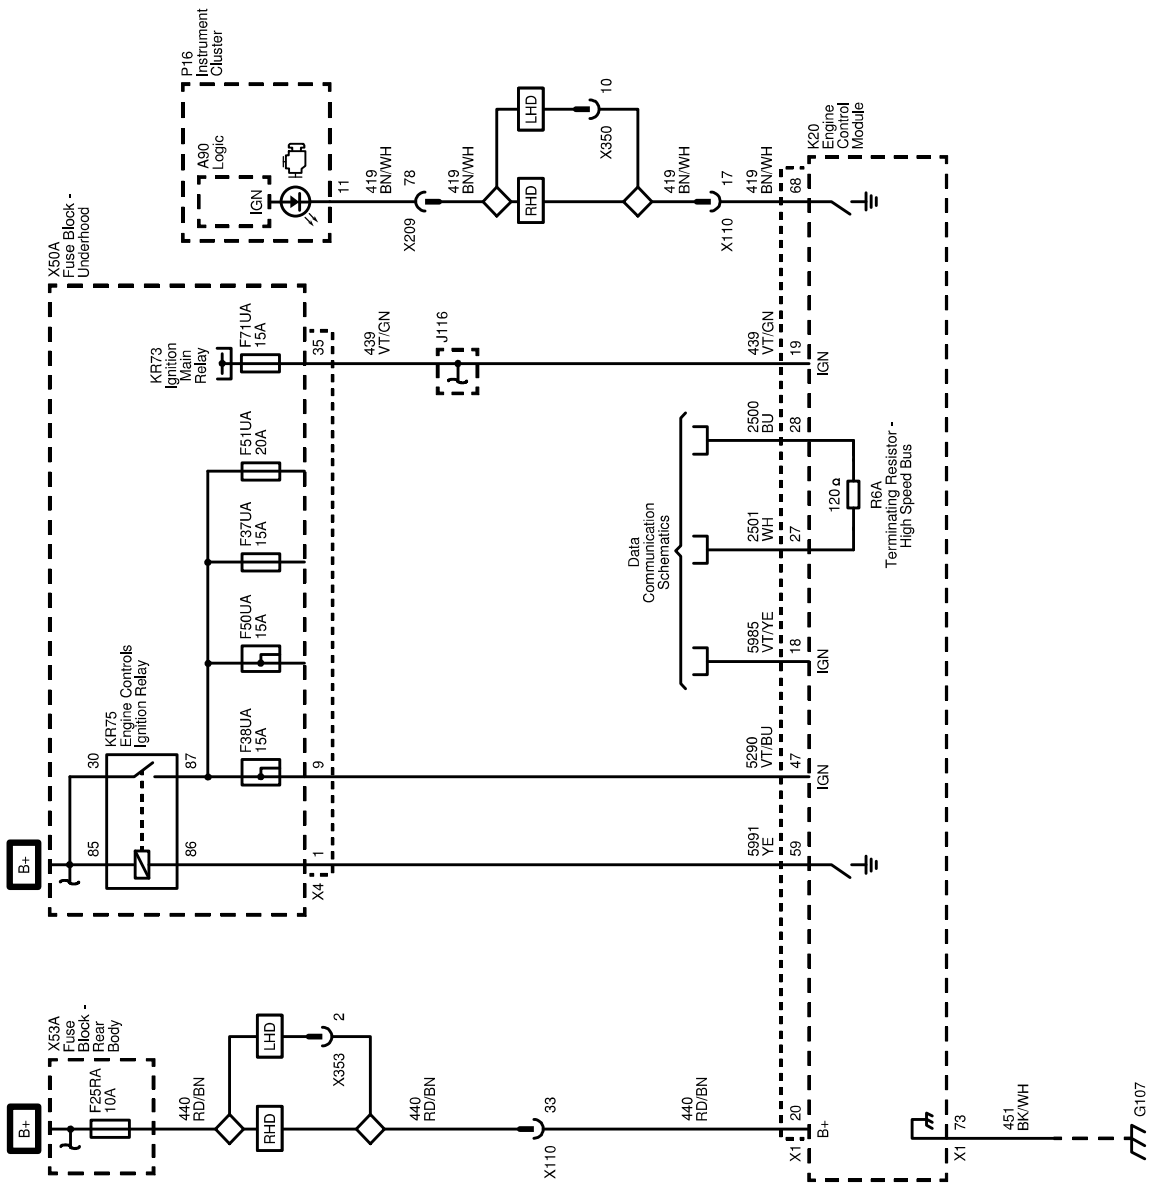 P16
Instrument
Cluster
A90
Logic
IGN
11
419
BN/WH
78
X209
419
BN/WH
LHD
RHD
10
X350
419
BN/WH
17
X110
419
BN/WH
68
K20
Engine
Control
Module
X50A
Fuse Block -
Underhood
KR73
Ignition
Main
Relay
F71UA
15A
35
439
VT/GN
J116
439
VT/GN
19
IGN
F51UA
20A
F37UA
15A
F50UA
15A
F38UA
15A
KR75
Engine Controls
Ignition Relay
30
87
85
86
B+
9
1
X4
Data
Communication
Schematics
2500
BU
28
2501
WH
27
5985
VT/YE
18
IGN
120Ω
R6A
Terminating Resistor -
High Speed Bus
5290
VT/BU
47
IGN
5991
YE
59
X53A
Fuse
Block -
Rear
Body
B+
F25RA
10A
440
RD/BN
LHD
RHD
2
X353
440
RD/BN
33
X110
440
RD/BN
20
X1
B+
73
X1
451
BK/WH
G107